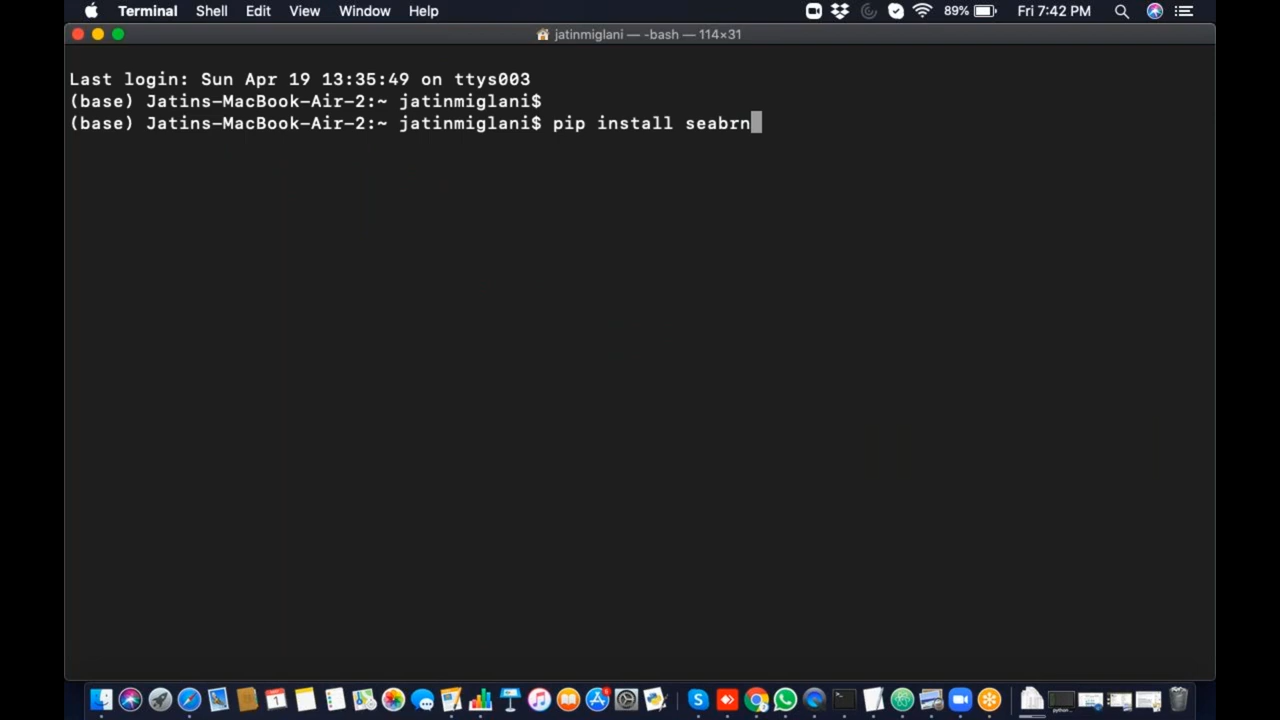 Terminal Shell Edit View Window Help 89% Fri 7:42 PM
jatinmiglani — -bash — 114×31
Last login: Sun Apr 19 13:35:49 on ttys003
(base) Jatins-MacBook-Air-2:~ jatinmiglani$
(base) Jatins-MacBook-Air-2:~ jatinmiglani$ pip install seabrn